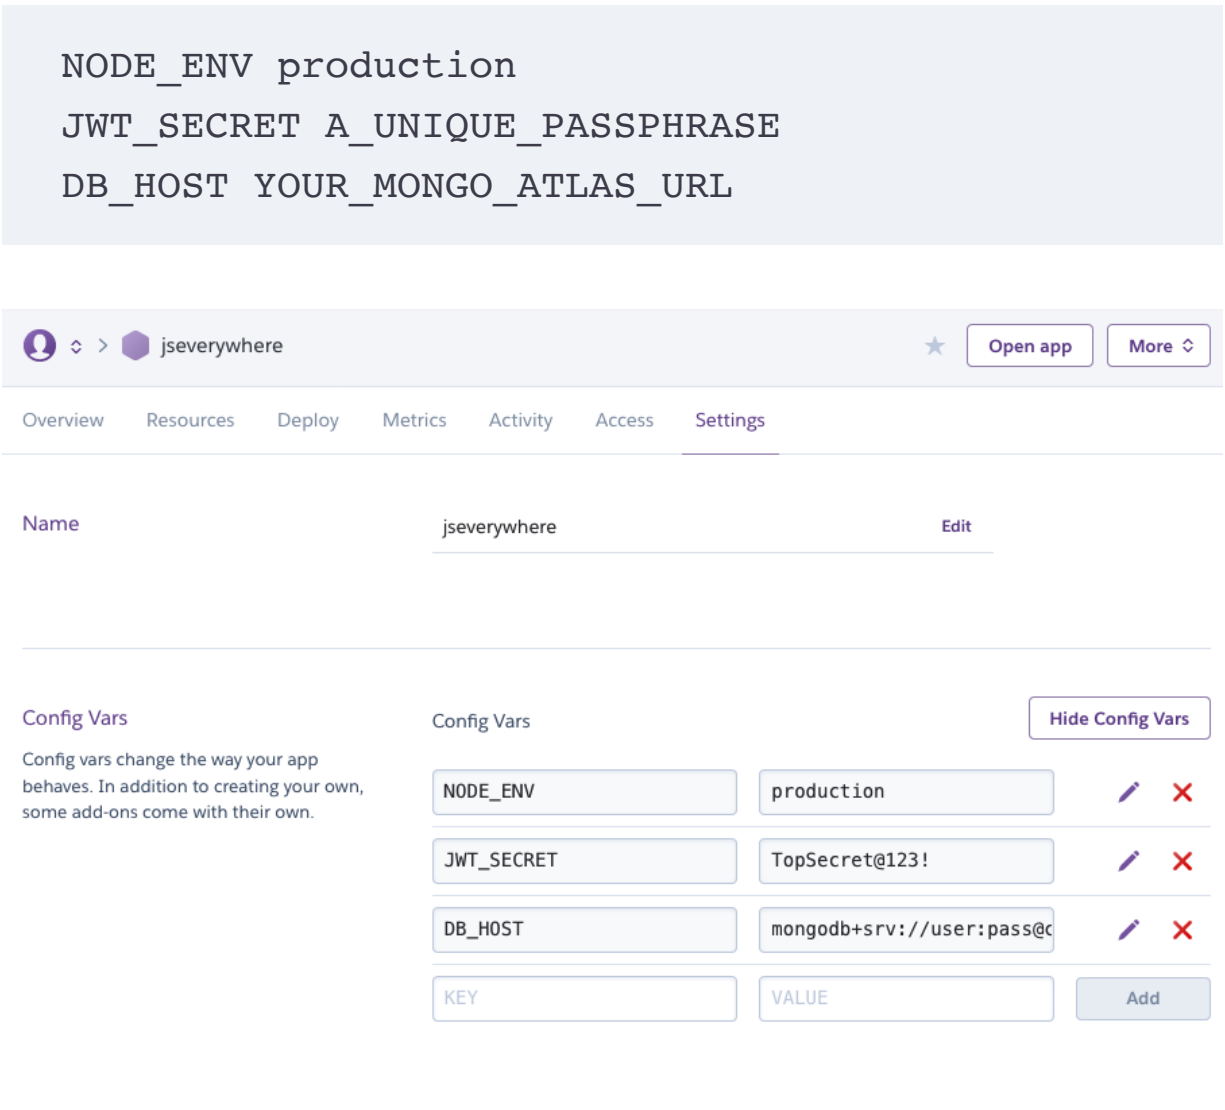 NODE_ENV production
JWT_SECRET A_UNIQUE_PASSPHRASE
DB_HOST YOUR_MONGO_ATLAS_URL
jseverywhere Open app More
Overview Resources Deploy Metrics Activity Access Settings
Name jseverywhere Edit
Config Vars Config Vars Hide Config Vars
Config vars change the way your app
behaves. In addition to creating your own,
some add-ons come with their own.
NODE_ENV production
JWT_SECRET TopSecret@123!
DB_HOST mongodb+srv://user:pass@c
KEY VALUE Add